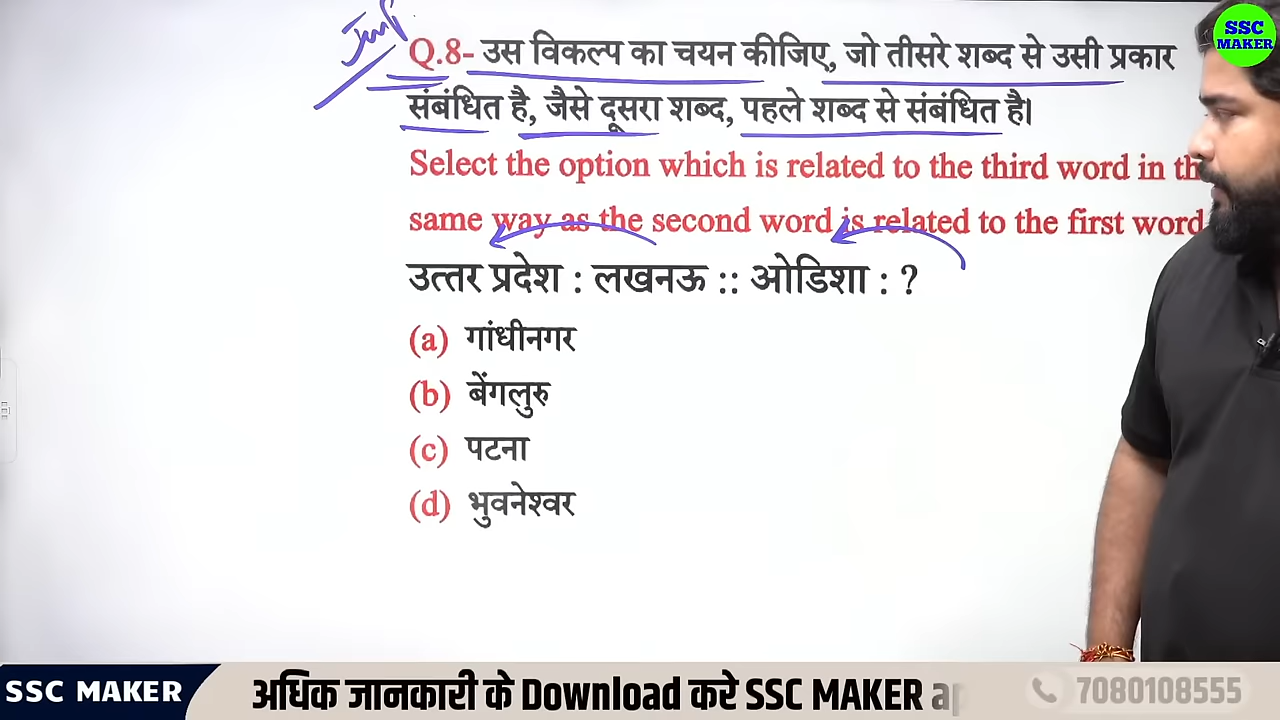 SSC
MAKER
Q.8- उस विकल्प का चयन कीजिए, जो तीसरे शब्द से उसी प्रकार
संबंधित है, जैसे दूसरा शब्द, पहले शब्द से संबंधित है।
Select the option which is related to the third word in th
same way as the second word is related to the first word
उत्तर प्रदेश : लखनऊ :: ओडिशा : ?
(a) गांधीनगर
(b) बेंगलुरु
(c) पटना
(d) भुवनेश्वर
SSC MAKER
अधिक जानकारी के Download करे SSC MAKER ap
7080108555